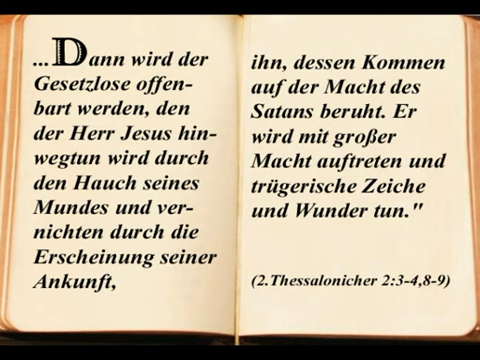 ...Dann wird der
Gesetzlose offen-
bart werden, den
der Herr Jesus hin-
wegtun wird durch
den Hauch seines
Mundes und ver-
nichten durch die
Erscheinung seiner
Ankunft,
ihn, dessen Kommen
auf der Macht des
Satans beruht. Er
wird mit großer
Macht auftreten und
trügerische Zeiche
und Wunder tun."
(2.Thessalonicher 2:3-4,8-9)